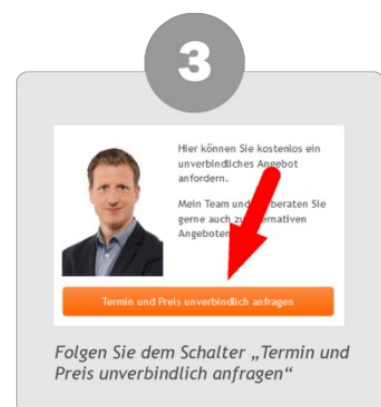 3
Hier können Sie kostenlos ein
unverbindliches Angebot
anfordern.
Mein Team und beraten Sie
gerne auch zu
Angeboten
Termin und Preis unverbindlich anfragen
Folgen Sie dem Schalter „Termin und
Preis unverbindlich anfragen“